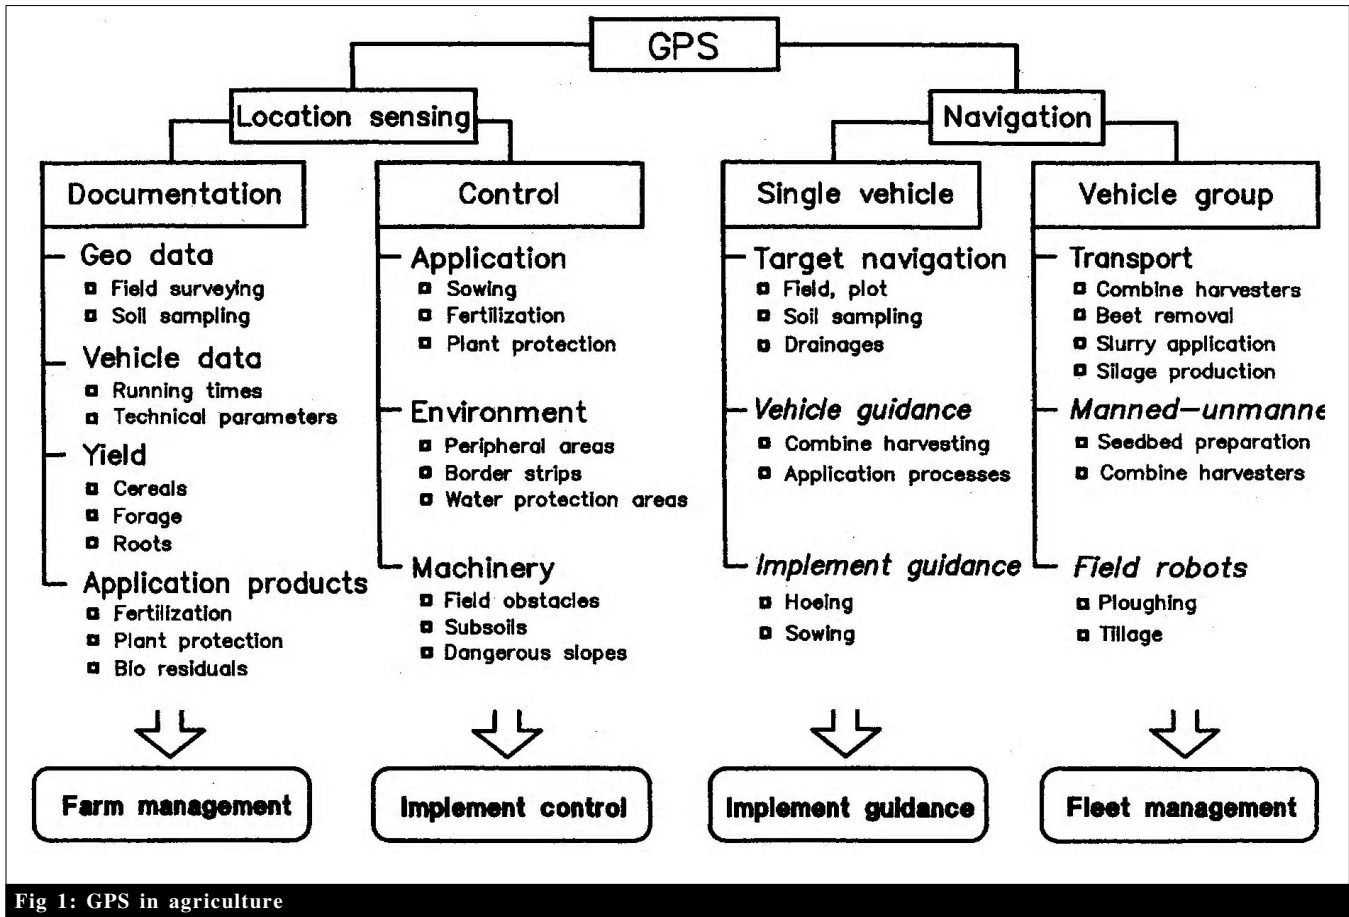 GPS
Location sensing
Navigation
Documentation
Control
Single vehicle
Vehicle group
Geo data
Field surveying
Soil sampling
Vehicle data
Running times
Technical parameters
Yield
Cereals
Forage
Roots
Application products
Fertilization
Plant protection
Bio residuals
Application
Sowing
Fertilization
Plant protection
Environment
Peripheral areas
Border strips
Water protection areas
Machinery
Field obstacles
Subsoils
Dangerous slopes
Target navigation
Field, plot
Soil sampling
Drainages
Vehicle guidance
Combine harvesting
Application processes
Implement guidance
Hoeing
Sowing
Transport
Combine harvesters
Beet removal
Slurry application
Silage production
Manned-unmanne
Seedbed preparation
Combine harvesters
Field robots
Ploughing
Tillage
Farm management
Implement control
Implement guidance
Fleet management
Fig 1: GPS in agriculture